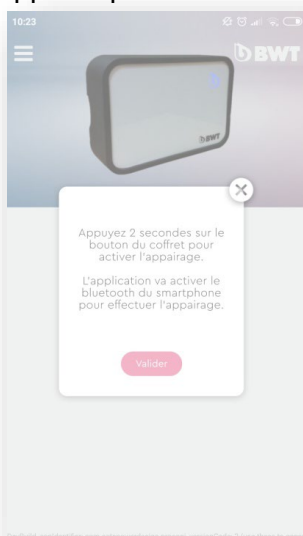 10:23
BWT
BWT
Appuyez 2 secondes sur le
bouton du coffret pour
activer l'appairage.
L'application va activer le
bluetooth du smartphone
pour effectuer l'appairage.
Valider